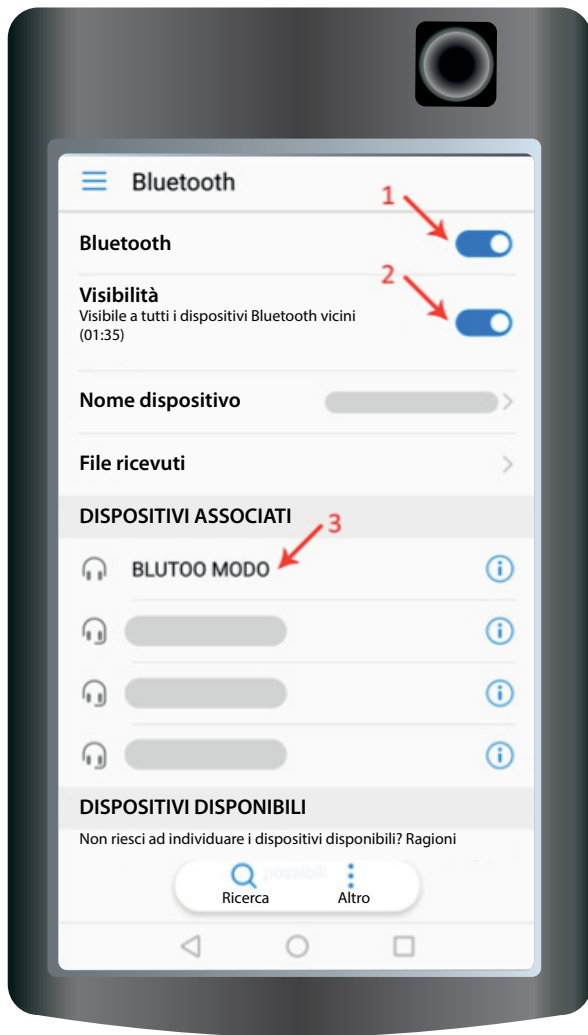 Bluetooth
1
Bluetooth
2
Visibilità
Visibile a tutti i dispositivi Bluetooth vicini
(01:35)
Nome dispositivo
File ricevuti
DISPOSITIVI ASSOCIATI
3
BLUTOO MODO
DISPOSITIVI DISPONIBILI
Non riesci ad individuare i dispositivi disponibili? Ragioni
possibili
Ricerca Altro